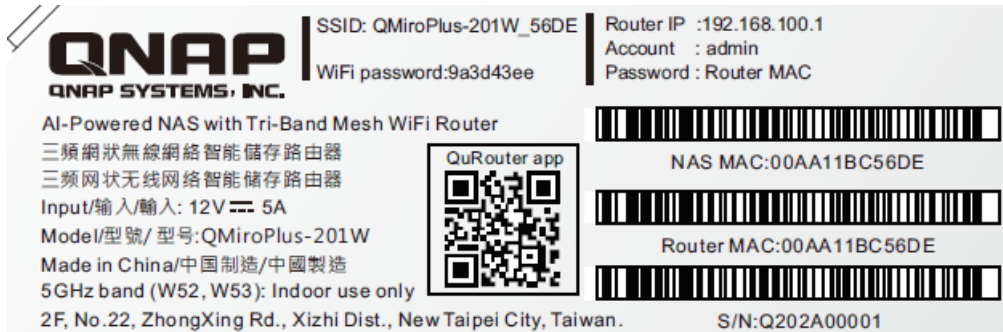 QNAP
QNAP SYSTEMS, INC.
SSID: QMiroPlus-201W_56DE
WiFi password:9a3d43ee
Router IP :192.168.100.1
Account : admin
Password : Router MAC
AI-Powered NAS with Tri-Band Mesh WiFi Router
三頻網狀無線網絡智能儲存路由器
三频网状无线网络智能储存路由器
Input/输入/輸入: 12V ⎓ 5A
Model/型號/ 型号:QMiroPlus-201W
Made in China/中国制造/中國製造
5GHz band (W52, W53): Indoor use only
2F, No.22, ZhongXing Rd., Xizhi Dist., New Taipei City, Taiwan.
QuRouter app
NAS MAC:00AA11BC56DE
Router MAC:00AA11BC56DE
S/N:Q202A00001